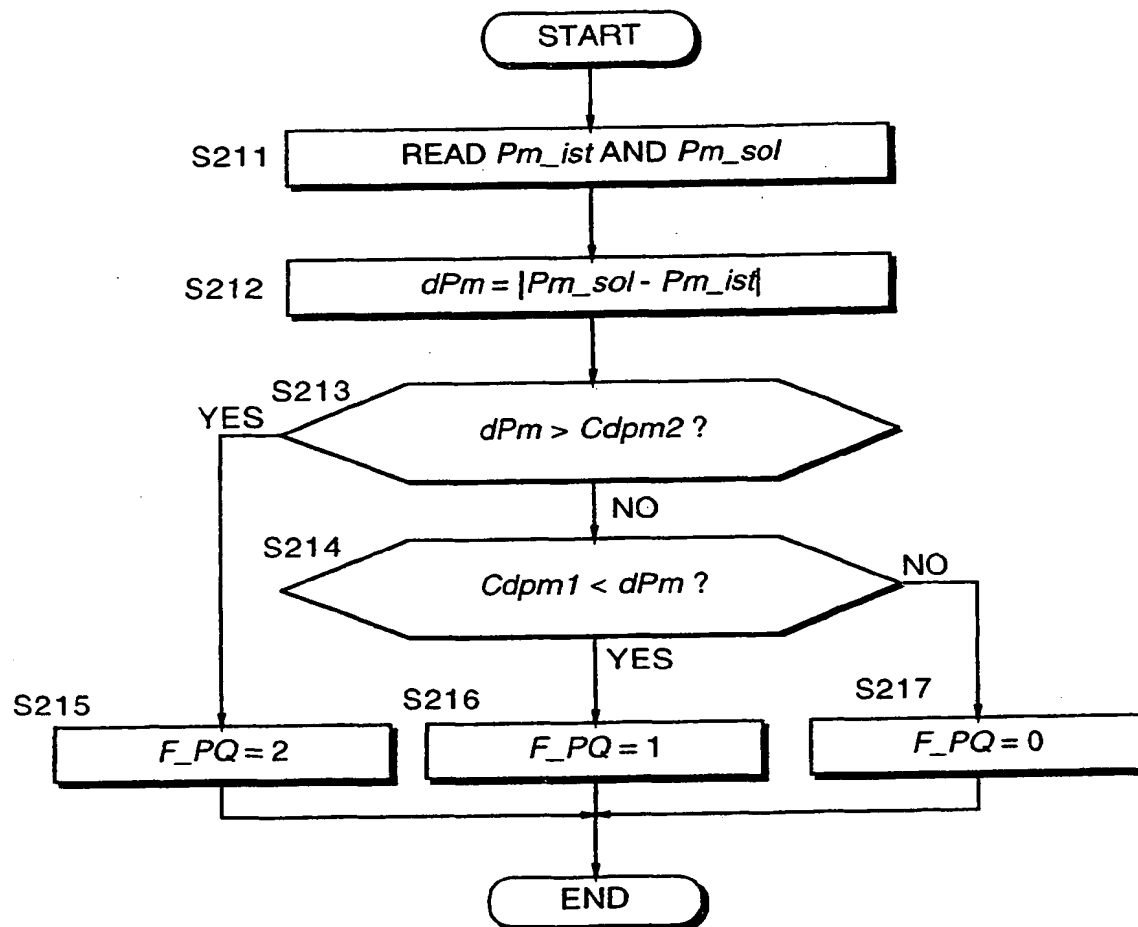 START
S211
READ Pm_ist AND Pm_sol
S212
dPm = |Pm_sol - Pm_ist|
S213
YES
dPm > Cdpm2 ?
NO
S214
Cdpm1 < dPm ?
NO
YES
S215
F_PQ = 2
S216
F_PQ = 1
S217
F_PQ = 0
END